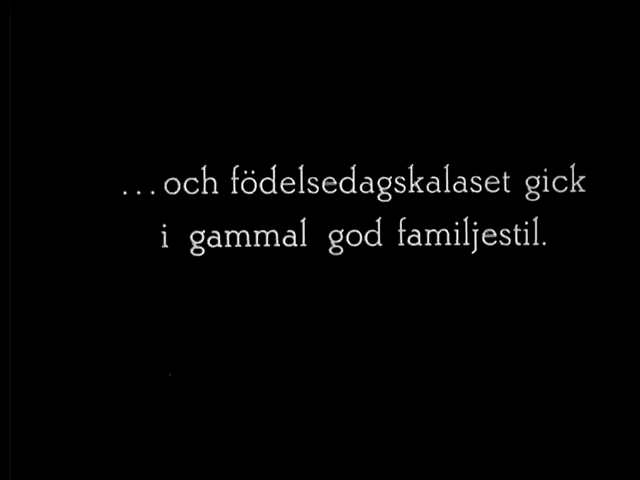 ...och födelsedagskalaset gick
i gammal god familjestil.